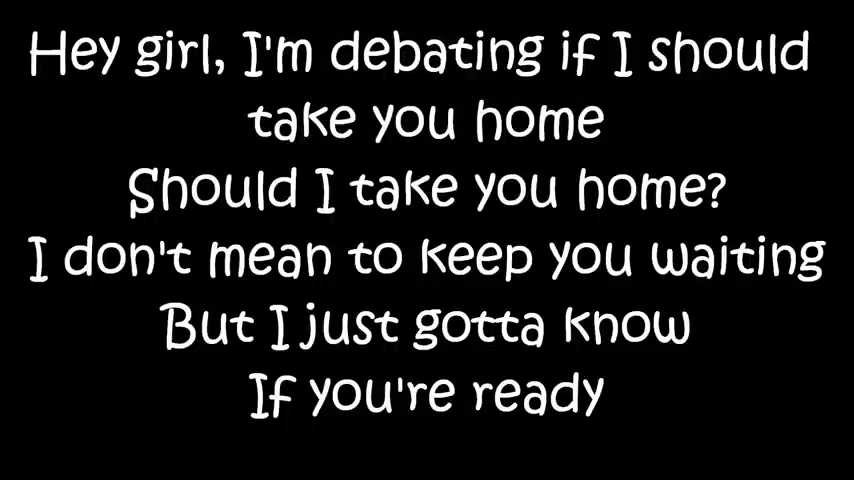 Hey girl, I'm debating if I should
take you home
Should I take you home?
I don't mean to keep you waiting
But I just gotta know
If you're ready